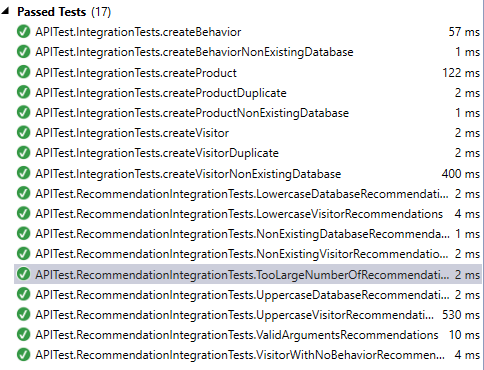 Passed Tests (17)
APITest.IntegrationTests.createBehavior 57 ms
APITest.IntegrationTests.createBehaviorNonExistingDatabase 1 ms
APITest.IntegrationTests.createProduct 122 ms
APITest.IntegrationTests.createProductDuplicate 2 ms
APITest.IntegrationTests.createProductNonExistingDatabase 1 ms
APITest.IntegrationTests.createVisitor 2 ms
APITest.IntegrationTests.createVisitorDuplicate 2 ms
APITest.IntegrationTests.createVisitorNonExistingDatabase 400 ms
APITest.RecommendationIntegrationTests.LowercaseDatabaseRecommendati... 2 ms
APITest.RecommendationIntegrationTests.LowercaseVisitorRecommendations 4 ms
APITest.RecommendationIntegrationTests.NonExistingDatabaseRecommenda... 1 ms
APITest.RecommendationIntegrationTests.NonExistingVisitorRecommendati... 2 ms
APITest.RecommendationIntegrationTests.TooLargeNumberOfRecommendati... 2 ms
APITest.RecommendationIntegrationTests.UppercaseDatabaseRecommendati... 2 ms
APITest.RecommendationIntegrationTests.UppercaseVisitorRecommendati... 530 ms
APITest.RecommendationIntegrationTests.ValidArgumentsRecommendations 10 ms
APITest.RecommendationIntegrationTests.VisitorWithNoBehaviorRecommen... 4 ms